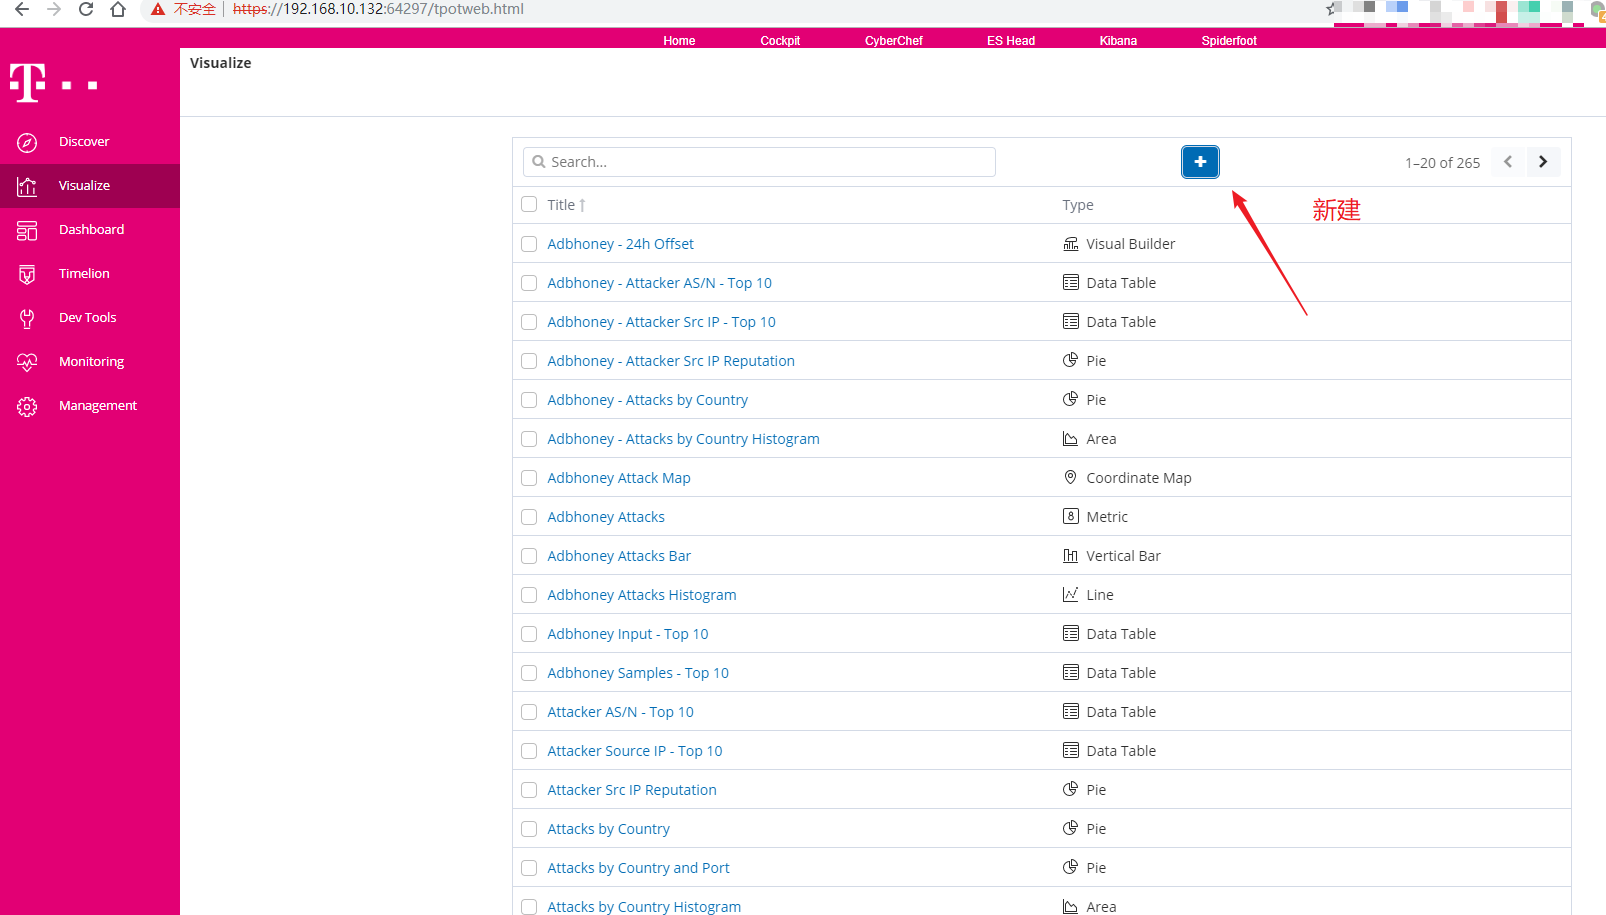 不安全 https://192.168.10.132:64297/tpotweb.html
Home Cockpit CyberChef ES Head Kibana Spiderfoot
T
Visualize
Discover
Visualize
Dashboard
Timelion
Dev Tools
Monitoring
Management
Search... + 1–20 of 265
新建
Title Type
Adbhoney - 24h Offset Visual Builder
Adbhoney - Attacker AS/N - Top 10 Data Table
Adbhoney - Attacker Src IP - Top 10 Data Table
Adbhoney - Attacker Src IP Reputation Pie
Adbhoney - Attacks by Country Pie
Adbhoney - Attacks by Country Histogram Area
Adbhoney Attack Map Coordinate Map
Adbhoney Attacks 8 Metric
Adbhoney Attacks Bar Vertical Bar
Adbhoney Attacks Histogram Line
Adbhoney Input - Top 10 Data Table
Adbhoney Samples - Top 10 Data Table
Attacker AS/N - Top 10 Data Table
Attacker Source IP - Top 10 Data Table
Attacker Src IP Reputation Pie
Attacks by Country Pie
Attacks by Country and Port Pie
Attacks by Country Histogram Area